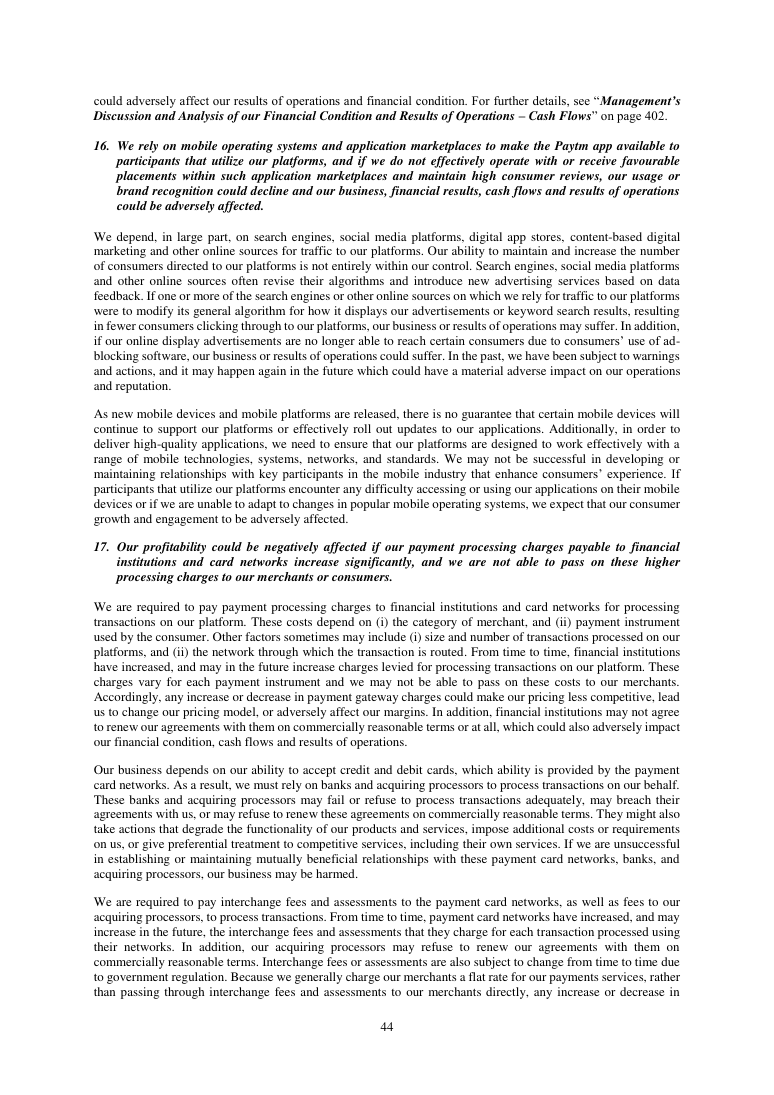 could adversely affect our results of operations and financial condition. For further details, see “Management’s
Discussion and Analysis of our Financial Condition and Results of Operations – Cash Flows” on page 402.
16. We rely on mobile operating systems and application marketplaces to make the Paytm app available to
participants that utilize our platforms, and if we do not effectively operate with or receive favourable
placements within such application marketplaces and maintain high consumer reviews, our usage or
brand recognition could decline and our business, financial results, cash flows and results of operations
could be adversely affected.
We depend, in large part, on search engines, social media platforms, digital app stores, content-based digital
marketing and other online sources for traffic to our platforms. Our ability to maintain and increase the number
of consumers directed to our platforms is not entirely within our control. Search engines, social media platforms
and other online sources often revise their algorithms and introduce new advertising services based on data
feedback. If one or more of the search engines or other online sources on which we rely for traffic to our platforms
were to modify its general algorithm for how it displays our advertisements or keyword search results, resulting
in fewer consumers clicking through to our platforms, our business or results of operations may suffer. In addition,
if our online display advertisements are no longer able to reach certain consumers due to consumers’ use of ad-
blocking software, our business or results of operations could suffer. In the past, we have been subject to warnings
and actions, and it may happen again in the future which could have a material adverse impact on our operations
and reputation.
As new mobile devices and mobile platforms are released, there is no guarantee that certain mobile devices will
continue to support our platforms or effectively roll out updates to our applications. Additionally, in order to
deliver high-quality applications, we need to ensure that our platforms are designed to work effectively with a
range of mobile technologies, systems, networks, and standards. We may not be successful in developing or
maintaining relationships with key participants in the mobile industry that enhance consumers’ experience. If
participants that utilize our platforms encounter any difficulty accessing or using our applications on their mobile
devices or if we are unable to adapt to changes in popular mobile operating systems, we expect that our consumer
growth and engagement to be adversely affected.
17. Our profitability could be negatively affected if our payment processing charges payable to financial
institutions and card networks increase significantly, and we are not able to pass on these higher
processing charges to our merchants or consumers.
We are required to pay payment processing charges to financial institutions and card networks for processing
transactions on our platform. These costs depend on (i) the category of merchant, and (ii) payment instrument
used by the consumer. Other factors sometimes may include (i) size and number of transactions processed on our
platforms, and (ii) the network through which the transaction is routed. From time to time, financial institutions
have increased, and may in the future increase charges levied for processing transactions on our platform. These
charges vary for each payment instrument and we may not be able to pass on these costs to our merchants.
Accordingly, any increase or decrease in payment gateway charges could make our pricing less competitive, lead
us to change our pricing model, or adversely affect our margins. In addition, financial institutions may not agree
to renew our agreements with them on commercially reasonable terms or at all, which could also adversely impact
our financial condition, cash flows and results of operations.
Our business depends on our ability to accept credit and debit cards, which ability is provided by the payment
card networks. As a result, we must rely on banks and acquiring processors to process transactions on our behalf.
These banks and acquiring processors may fail or refuse to process transactions adequately, may breach their
agreements with us, or may refuse to renew these agreements on commercially reasonable terms. They might also
take actions that degrade the functionality of our products and services, impose additional costs or requirements
on us, or give preferential treatment to competitive services, including their own services. If we are unsuccessful
in establishing or maintaining mutually beneficial relationships with these payment card networks, banks, and
acquiring processors, our business may be harmed.
We are required to pay interchange fees and assessments to the payment card networks, as well as fees to our
acquiring processors, to process transactions. From time to time, payment card networks have increased, and may
increase in the future, the interchange fees and assessments that they charge for each transaction processed using
their networks. In addition, our acquiring processors may refuse to renew our agreements with them on
commercially reasonable terms. Interchange fees or assessments are also subject to change from time to time due
to government regulation. Because we generally charge our merchants a flat rate for our payments services, rather
than passing through interchange fees and assessments to our merchants directly, any increase or decrease in
44